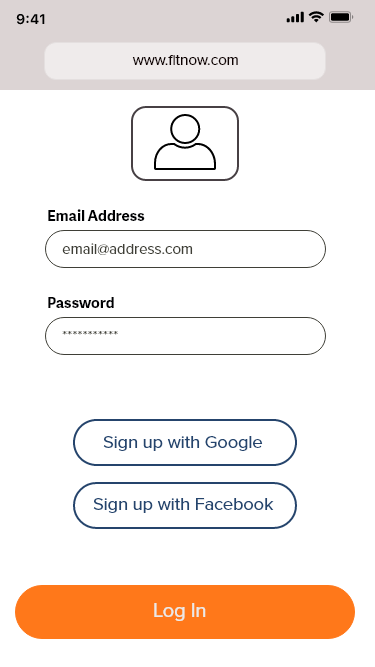 9:41
www.fitnow.com
Email Address
email@address.com
Password
***********
Sign up with Google
Sign up with Facebook
Log In